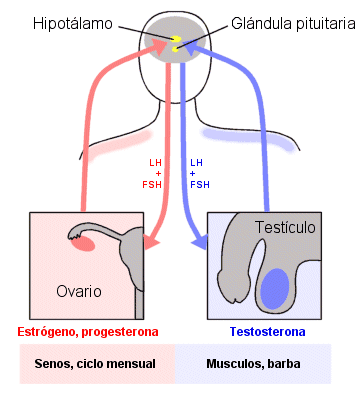 Hipotálamo
Glándula pituitaria
LH
+
FSH
LH
+
FSH
Ovario
Testículo
Estrógeno, progesterona
Testosterona
Senos, ciclo mensual
Musculos, barba